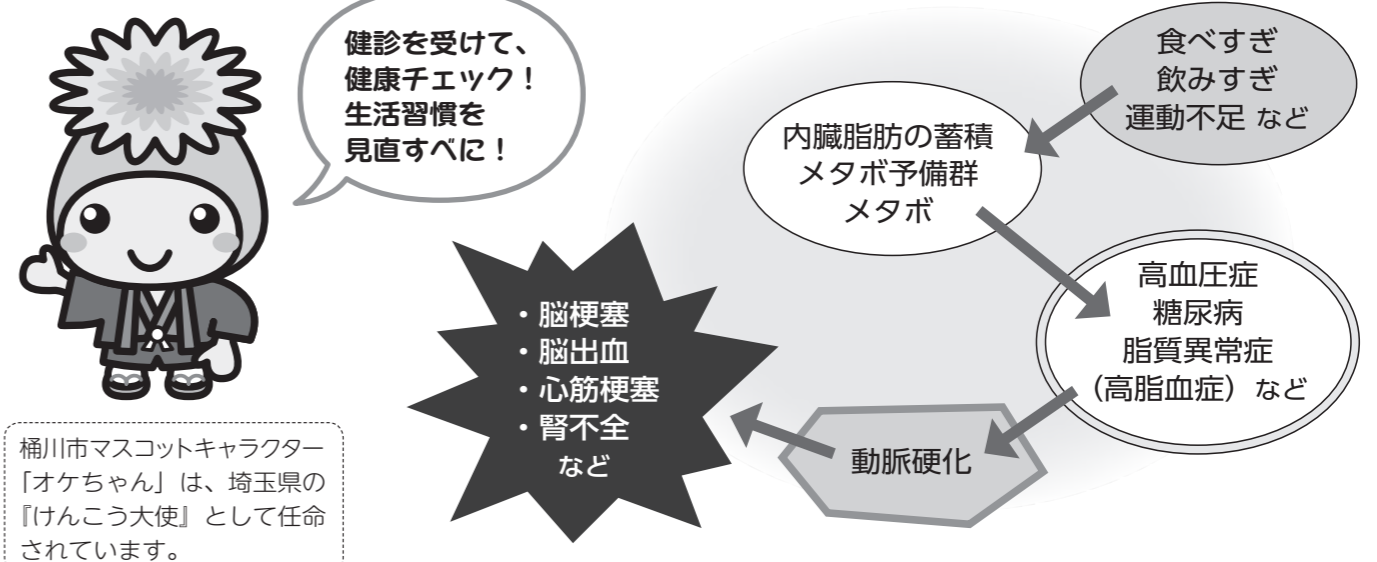 健診を受けて、
健康チェック！
生活習慣を
見直すべに！
食べすぎ
飲みすぎ
運動不足 など
内臓脂肪の蓄積
メタボ予備群
メタボ
高血圧症
糖尿病
脂質異常症
（高脂血症）など
動脈硬化
・脳梗塞
・脳出血
・心筋梗塞
・腎不全
など
桶川市マスコットキャラクター
「オケちゃん」は、埼玉県の
『けんこう大使』として任命
されています。